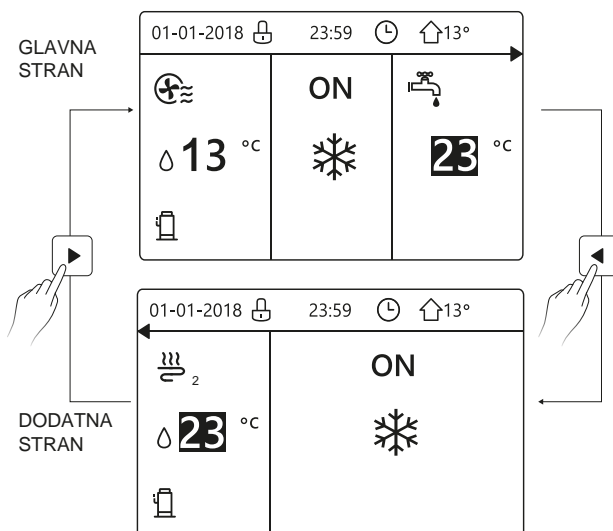 GLAVNA
STRAN
01-01-2018 23:59 13°
ON
13 °C
23
°C
01-01-2018 23:59 13°
2
ON
23 °C
DODATNA
STRAN